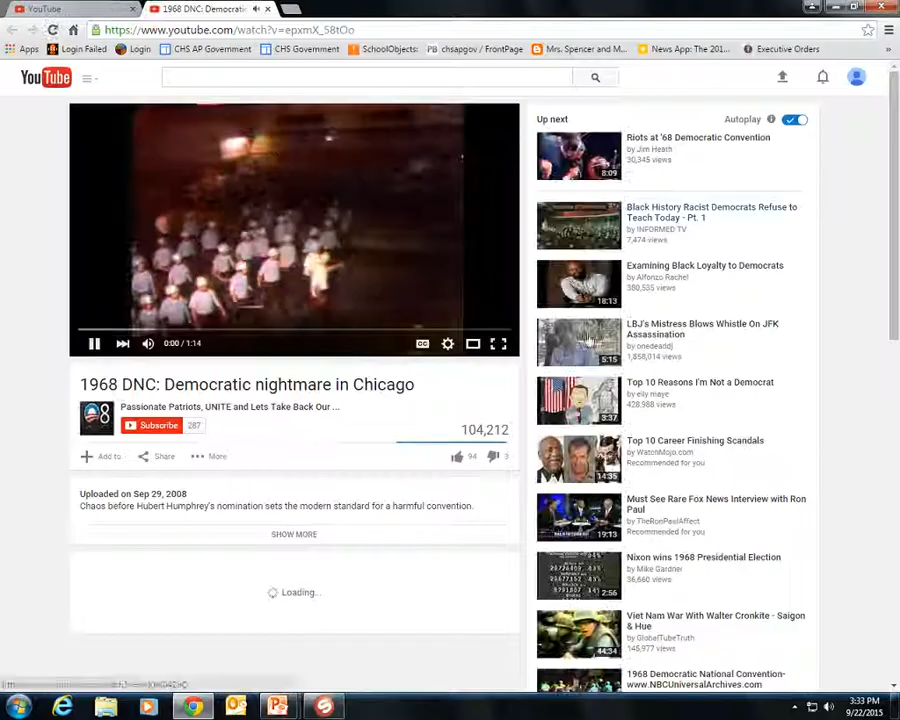 YouTube
1968 DNC: Democratic
https://www.youtube.com/watch?v=epxmX_S8tOo
Apps Login Failed Login CHS AP Government CHS Government SchoolObjects: chsapgov / FrontPage Mrs. Spencer and M... News App: The 201... Executive Orders »
YouTube
Up next Autoplay
Riots at '68 Democratic Convention
by Jim Heath
30,345 views
8:09
Black History Racist Democrats Refuse to
Teach Today - Pt. 1
by INFORMED TV
7,474 views
Examining Black Loyalty to Democrats
by Alfonzo Rachel
380,535 views
18:13
LBJ's Mistress Blows Whistle On JFK
Assassination
by onedeaddj
1,858,014 views
5:15
0:00 / 1:14
CC
1968 DNC: Democratic nightmare in Chicago
Passionate Patriots, UNITE and Lets Take Back Our ...
Subscribe 287
104,212
Add to Share More 94 3
Top 10 Reasons I'm Not a Democrat
by elly maye
428,988 views
3:37
Top 10 Career Finishing Scandals
by WatchMojo.com
Recommended for you
14:35
Uploaded on Sep 29, 2008
Chaos before Hubert Humphrey's nomination sets the modern standard for a harmful convention.
SHOW MORE
Loading...
Must See Rare Fox News Interview with Ron
Paul
by TheRonPaulAffect
Recommended for you
19:13
Nixon wins 1968 Presidential Election
by Mike Gardner
36,660 views
2:56
Viet Nam War With Walter Cronkite - Saigon
& Hue
by GlobalTubeTruth
145,977 views
44:34
1968 Democratic National Convention-
www.NBCUniversalArchives.com
3:33 PM
9/22/2015